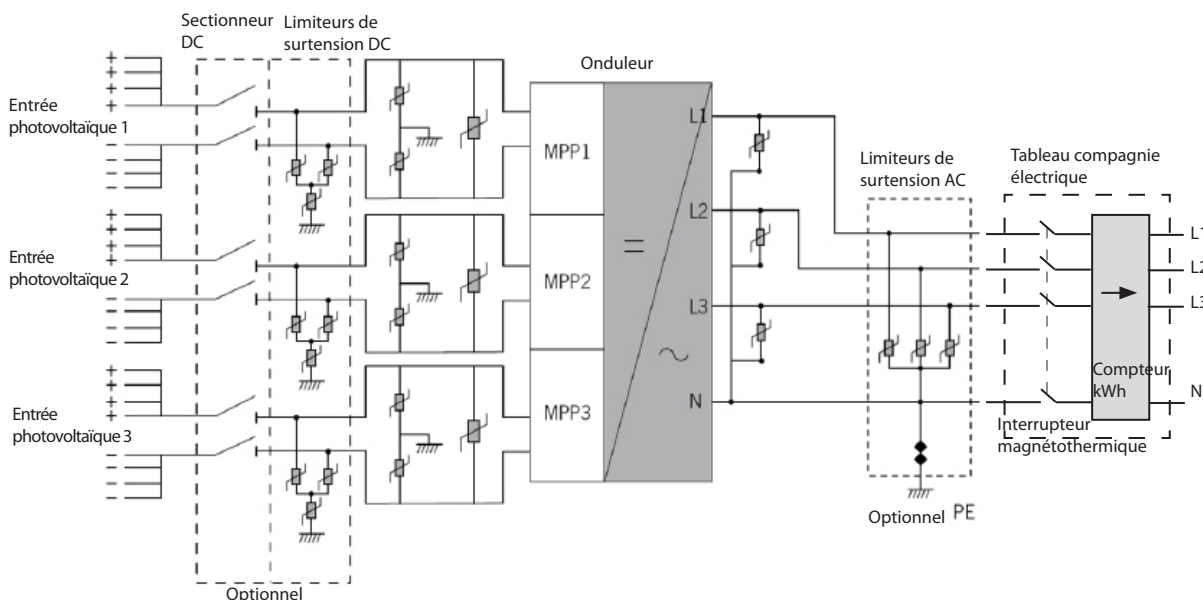 Sectionneur
DC
Limiteurs de
surtension DC
Onduleur
Entrée
photovoltaïque 1
+
+
+
+
−
−
−
−
MPP1
L1
Limiteurs de
surtension AC
Tableau compagnie
électrique
Entrée
photovoltaïque 2
+
+
+
+
−
−
−
−
MPP2
L2
L3
=
~
L1
L2
L3
Entrée
photovoltaïque 3
+
+
+
+
−
−
−
−
MPP3
N
Compteur
kWh
N
Interrupteur
magnétothermique
Optionnel PE
Optionnel